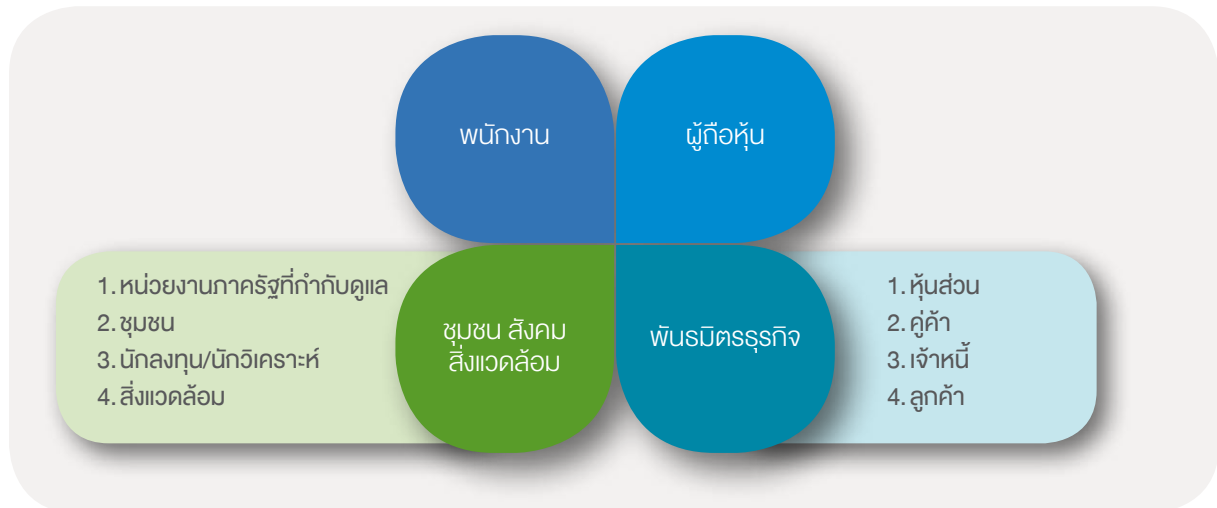 พนักงาน
ผู้ถือหุ้น
1. หน่วยงานภาครัฐที่กำกับดูแล
2. ชุมชน
3. นักลงทุน/นักวิเคราะห์
4. สิ่งแวดล้อม
ชุมชน สังคม
สิ่งแวดล้อม
พันธมิตรธุรกิจ
1. หุ้นส่วน
2. คู่ค้า
3. เจ้าหนี้
4. ลูกค้า